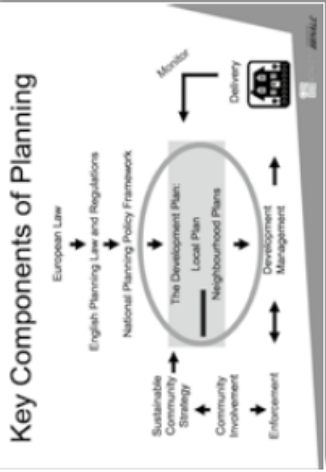 Key Components of Planning
European Law
English Planning Law and Regulations
National Planning Policy Framework
Sustainable
Community
Strategy
The Development Plan:
Local Plan
Neighbourhood Plans
Monitor
Community
Involvement
Enforcement
Development
Management
Delivery